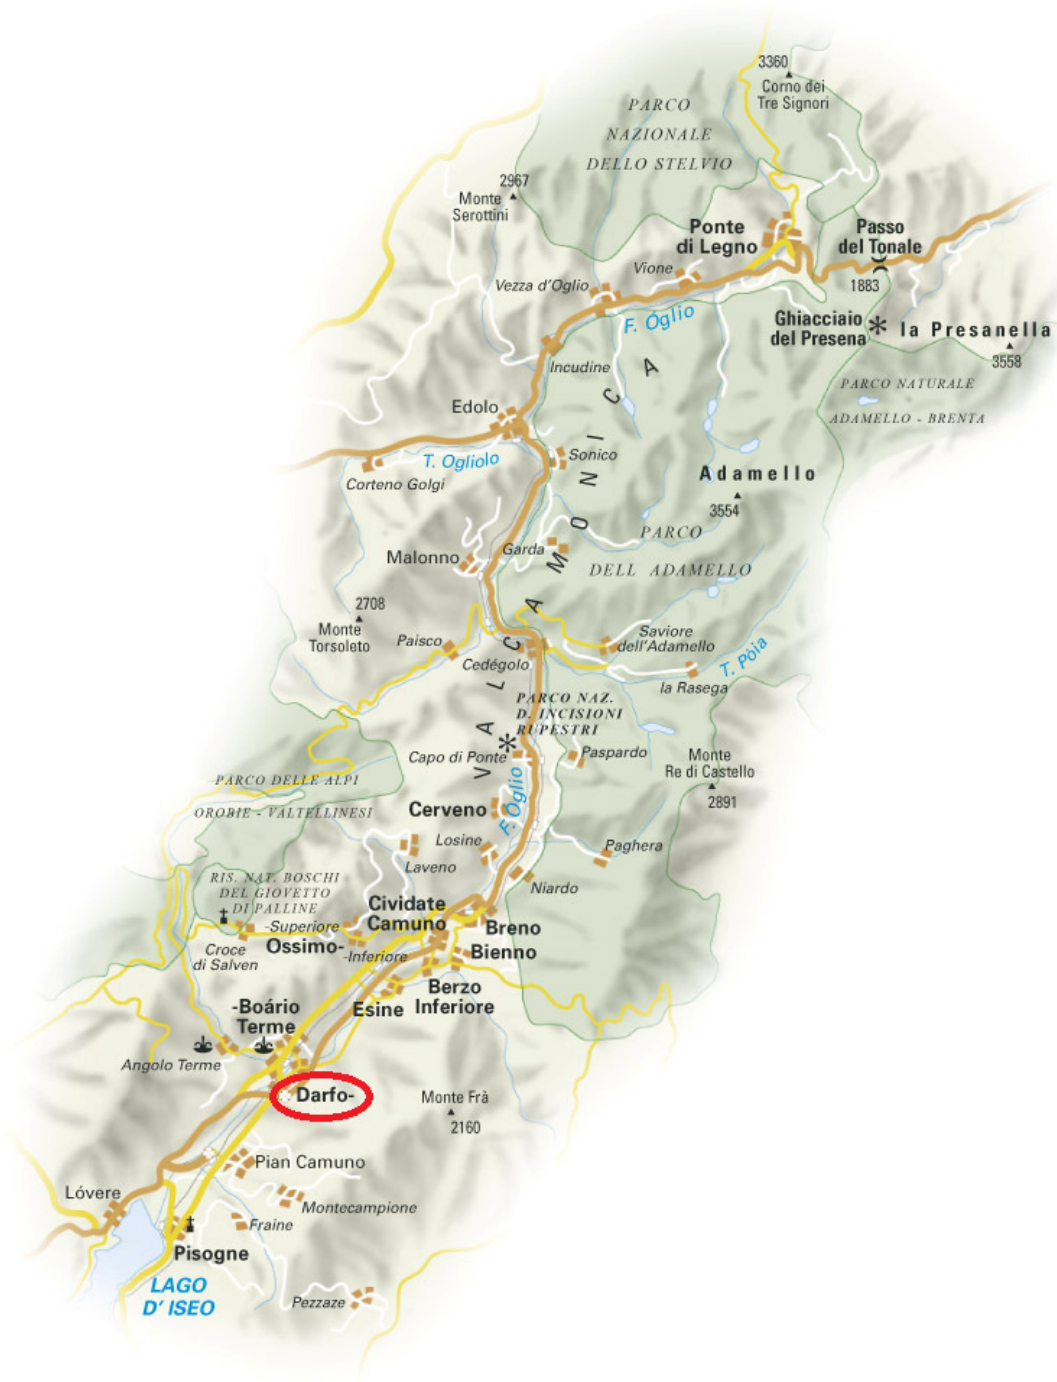 3360
Corno dei
Tre Signori
PARCO
NAZIONALE
DELLO STELVIO
2967
Monte
Serottini
Ponte
di Legno
Passo
del Tonale
1883
Vione
Vezza d'Oglio
F. Óglio
Ghiacciaio
del Presena
la Presanella
3558
Incudine
PARCO NATURALE
ADAMELLO - BRENTA
Edolo
T. Ogliolo
Sonico
Corteno Golgi
Adamello
3554
PARCO
DELL ADAMELLO
Garda
Malonno
VAL CAMONICA
2708
Monte
Torsoleto
Paisco
Cedégolo
Saviore
dell'Adamello
T. Pòia
la Rasega
PARCO NAZ.
D. INCISIONI
RUPESTRI
Capo di Ponte
Paspardo
Monte
Re di Castello
2891
PARCO DELLE ALPI
OROBIE - VALTELLINESI
Cerveno
F. Oglio
Losine
Laveno
Paghera
RIS. NAT. BOSCHI
DEL GIOVETTO
DI PALLINE
Niardo
Cividate
Camuno
-Superiore
Ossimo-
-Inferiore
Croce
di Salven
Breno
Bienno
Berzo
Inferiore
Esine
-Boário
Terme
Angolo Terme
Darfo-
Monte Frà
2160
Pian Camuno
Lóvere
Montecampione
Fraine
Pisogne
LAGO
D' ISEO
Pezzaze